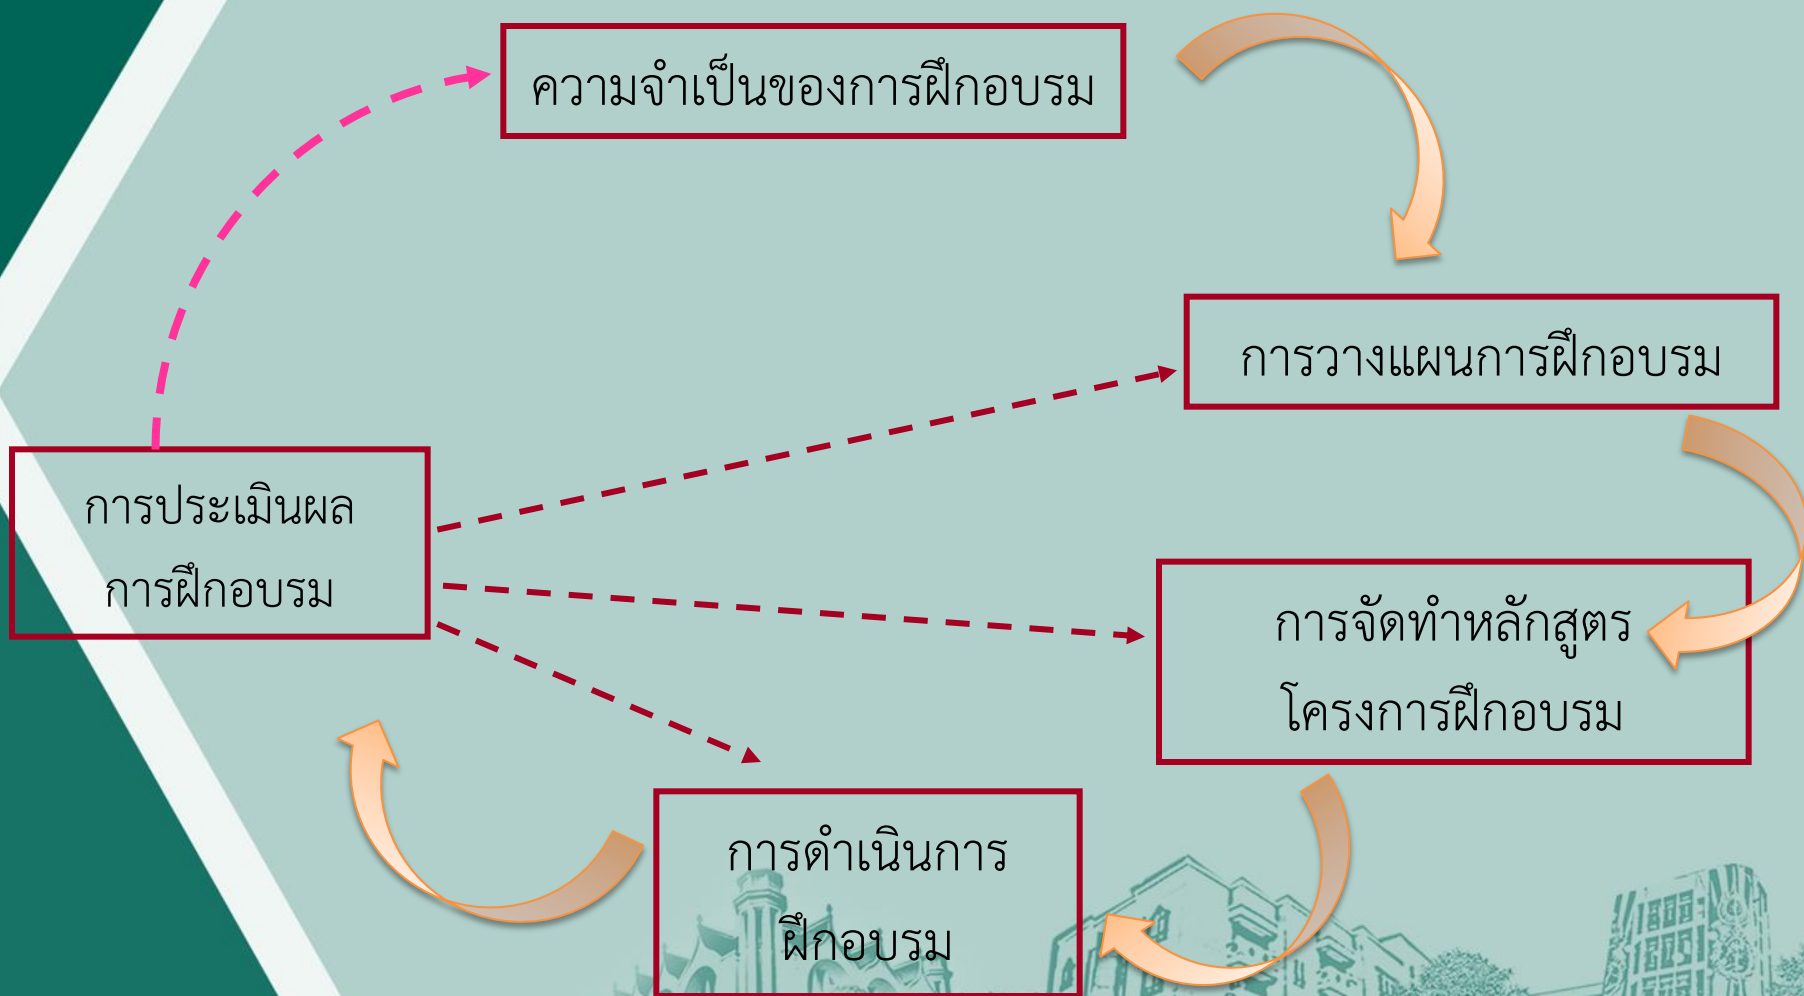 ความจำเป็นของการฝึกอบรม
การวางแผนการฝึกอบรม
การประเมินผล
การฝึกอบรม
การจัดทำหลักสูตร
โครงการฝึกอบรม
การดำเนินการ
ฝึกอบรม